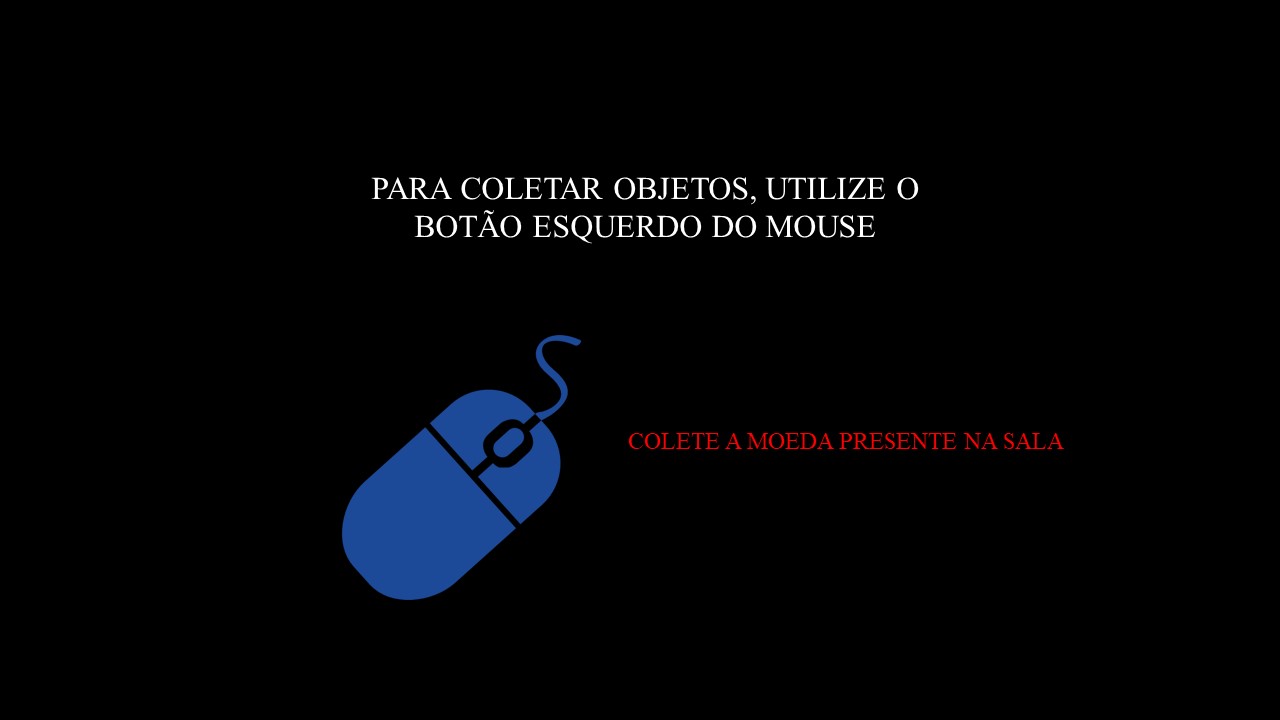 PARA COLETAR OBJETOS, UTILIZE O
BOTÃO ESQUERDO DO MOUSE
COLETE A MOEDA PRESENTE NA SALA